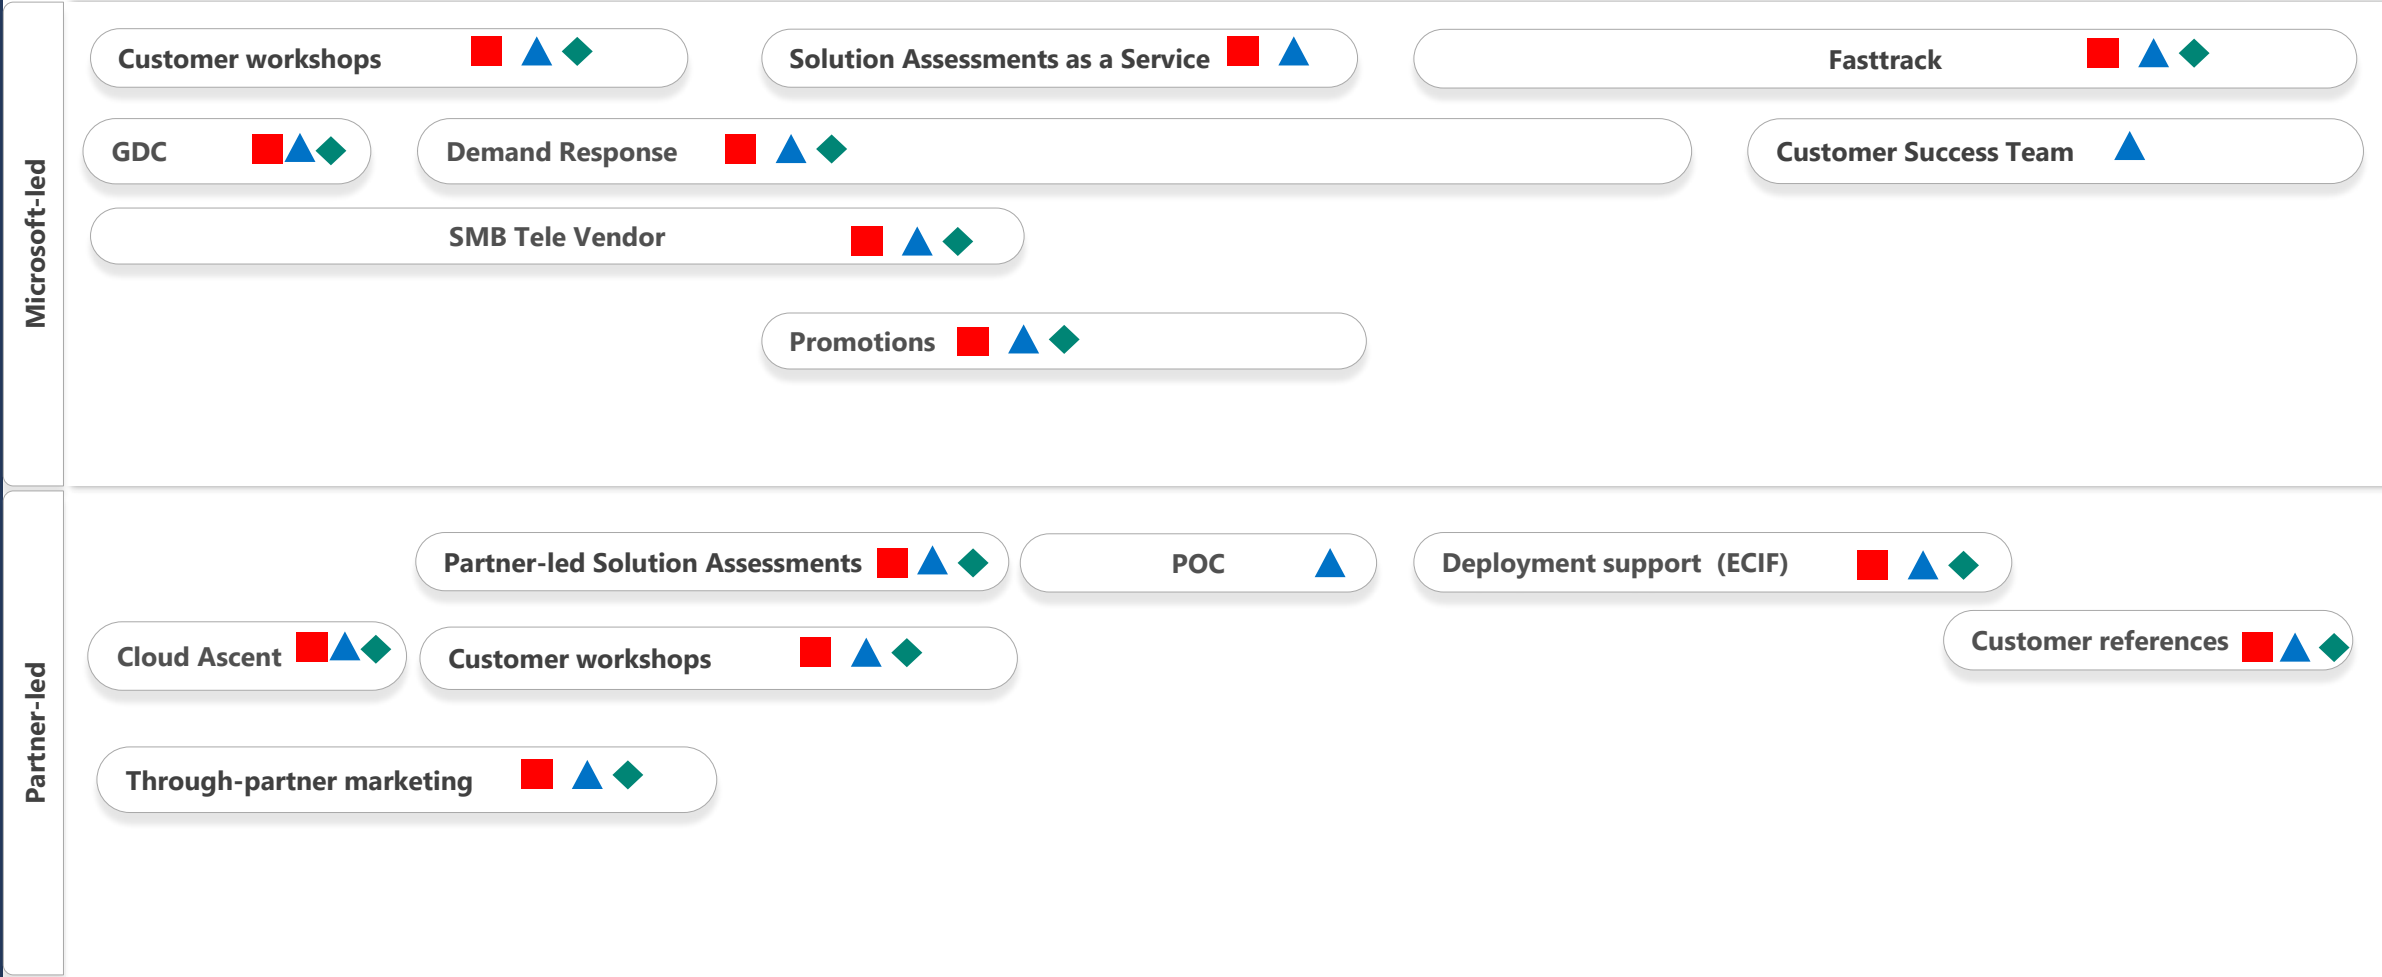 Microsoft-led
Customer workshops
Solution Assessments as a Service
Fasttrack
GDC
Demand Response
Customer Success Team
SMB Tele Vendor
Promotions
Partner-led
Partner-led Solution Assessments
POC
Deployment support (ECIF)
Cloud Ascent
Customer workshops
Customer references
Through-partner marketing